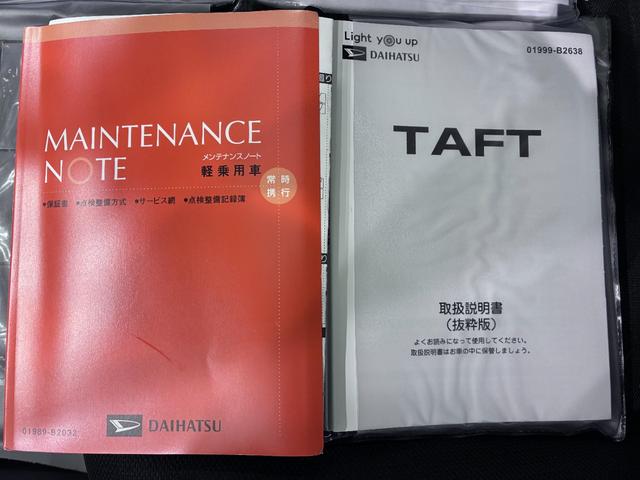 MAINTENANCE
NOTE
メンテナンスノート
軽乗用車
常時
携行
●保証書 ●点検整備方式 ●サービス網 ●点検整備記録簿
01989-B2032
DAIHATSU
Light you up
DAIHATSU
01999-B2638
TAFT
取扱説明書
（抜粋版）
よくお読みになって使用してください。
取扱説明書はお車の中に保管しましょう。